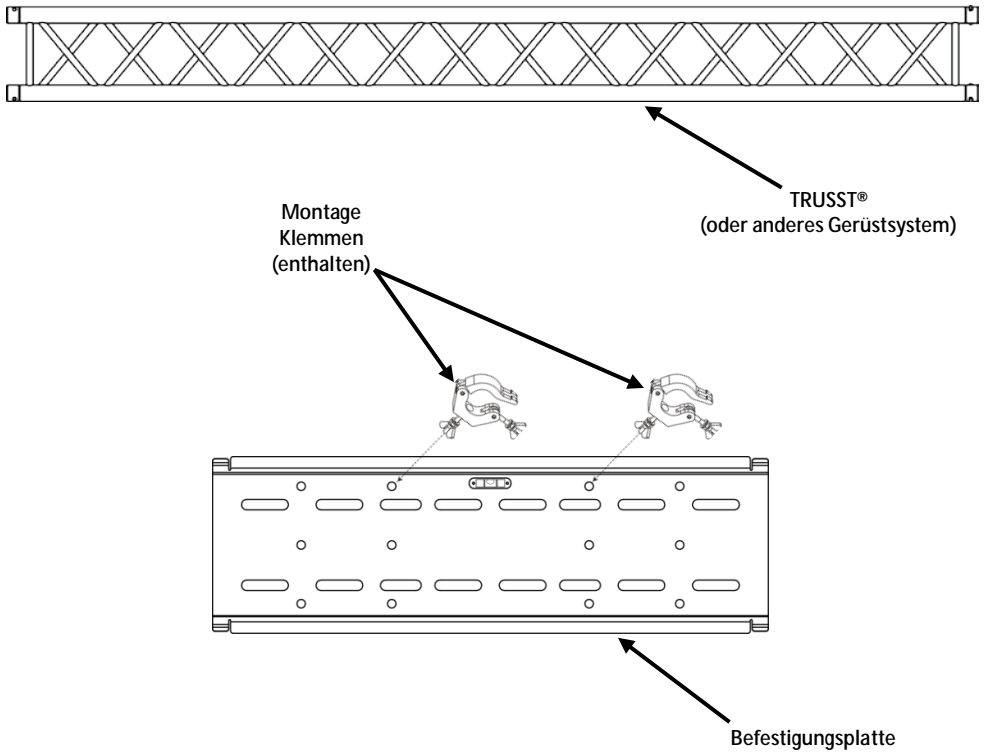 TRUSST®
(oder anderes Gerüstsystem)
Montage
Klemmen
(enthalten)
Befestigungsplatte